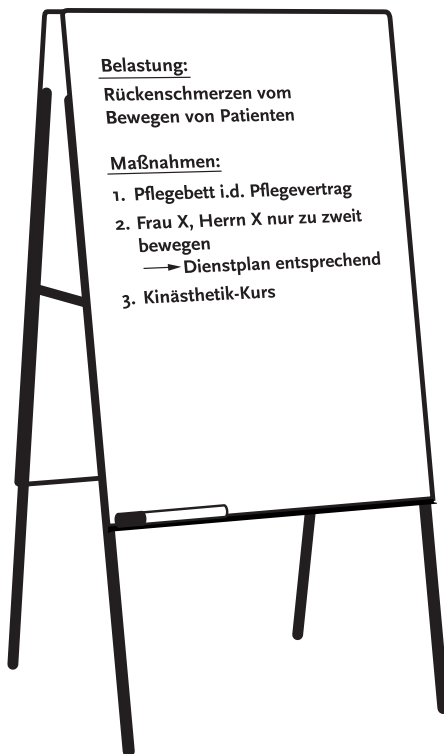 Belastung:
Rückenschmerzen vom
Bewegen von Patienten
Maßnahmen:
1. Pflegebett i.d. Pflegevertrag
2. Frau X, Herrn X nur zu zweit
bewegen
→ Dienstplan entsprechend
3. Kinästhetik-Kurs